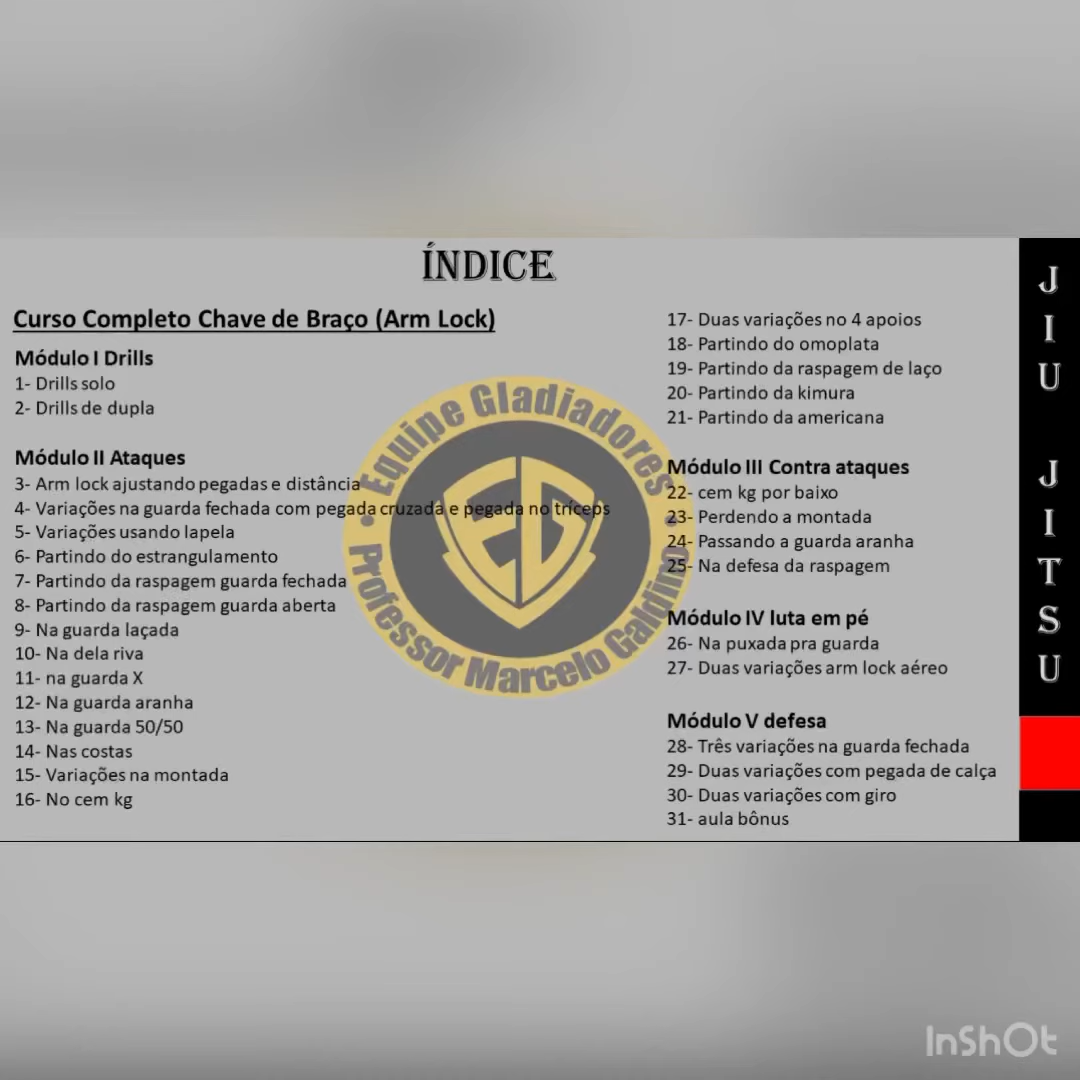 ÍNDICE
Curso Completo Chave de Braço (Arm Lock)
Módulo I Drills
1- Drills solo
2- Drills de dupla
Módulo II Ataques
3- Arm lock ajustando pegadas e distância
4- Variações na guarda fechada com pegada cruzada e pegada no tríceps
5- Variações usando lapela
6- Partindo do estrangulamento
7- Partindo da raspagem guarda fechada
8- Partindo da raspagem guarda aberta
9- Na guarda laçada
10- Na dela riva
11- na guarda X
12- Na guarda aranha
13- Na guarda 50/50
14- Nas costas
15- Variações na montada
16- No cem kg
17- Duas variações no 4 apoios
18- Partindo do omoplata
19- Partindo da raspagem de laço
20- Partindo da kimura
21- Partindo da americana
Módulo III Contra ataques
22- cem kg por baixo
23- Perdendo a montada
24- Passando a guarda aranha
25- Na defesa da raspagem
Módulo IV luta em pé
26- Na puxada pra guarda
27- Duas variações arm lock aéreo
Módulo V defesa
28- Três variações na guarda fechada
29- Duas variações com pegada de calça
30- Duas variações com giro
31- aula bônus
Equipe Gladiadores
EG
Professor Marcelo Galdino
JIU JITSU
InShOt